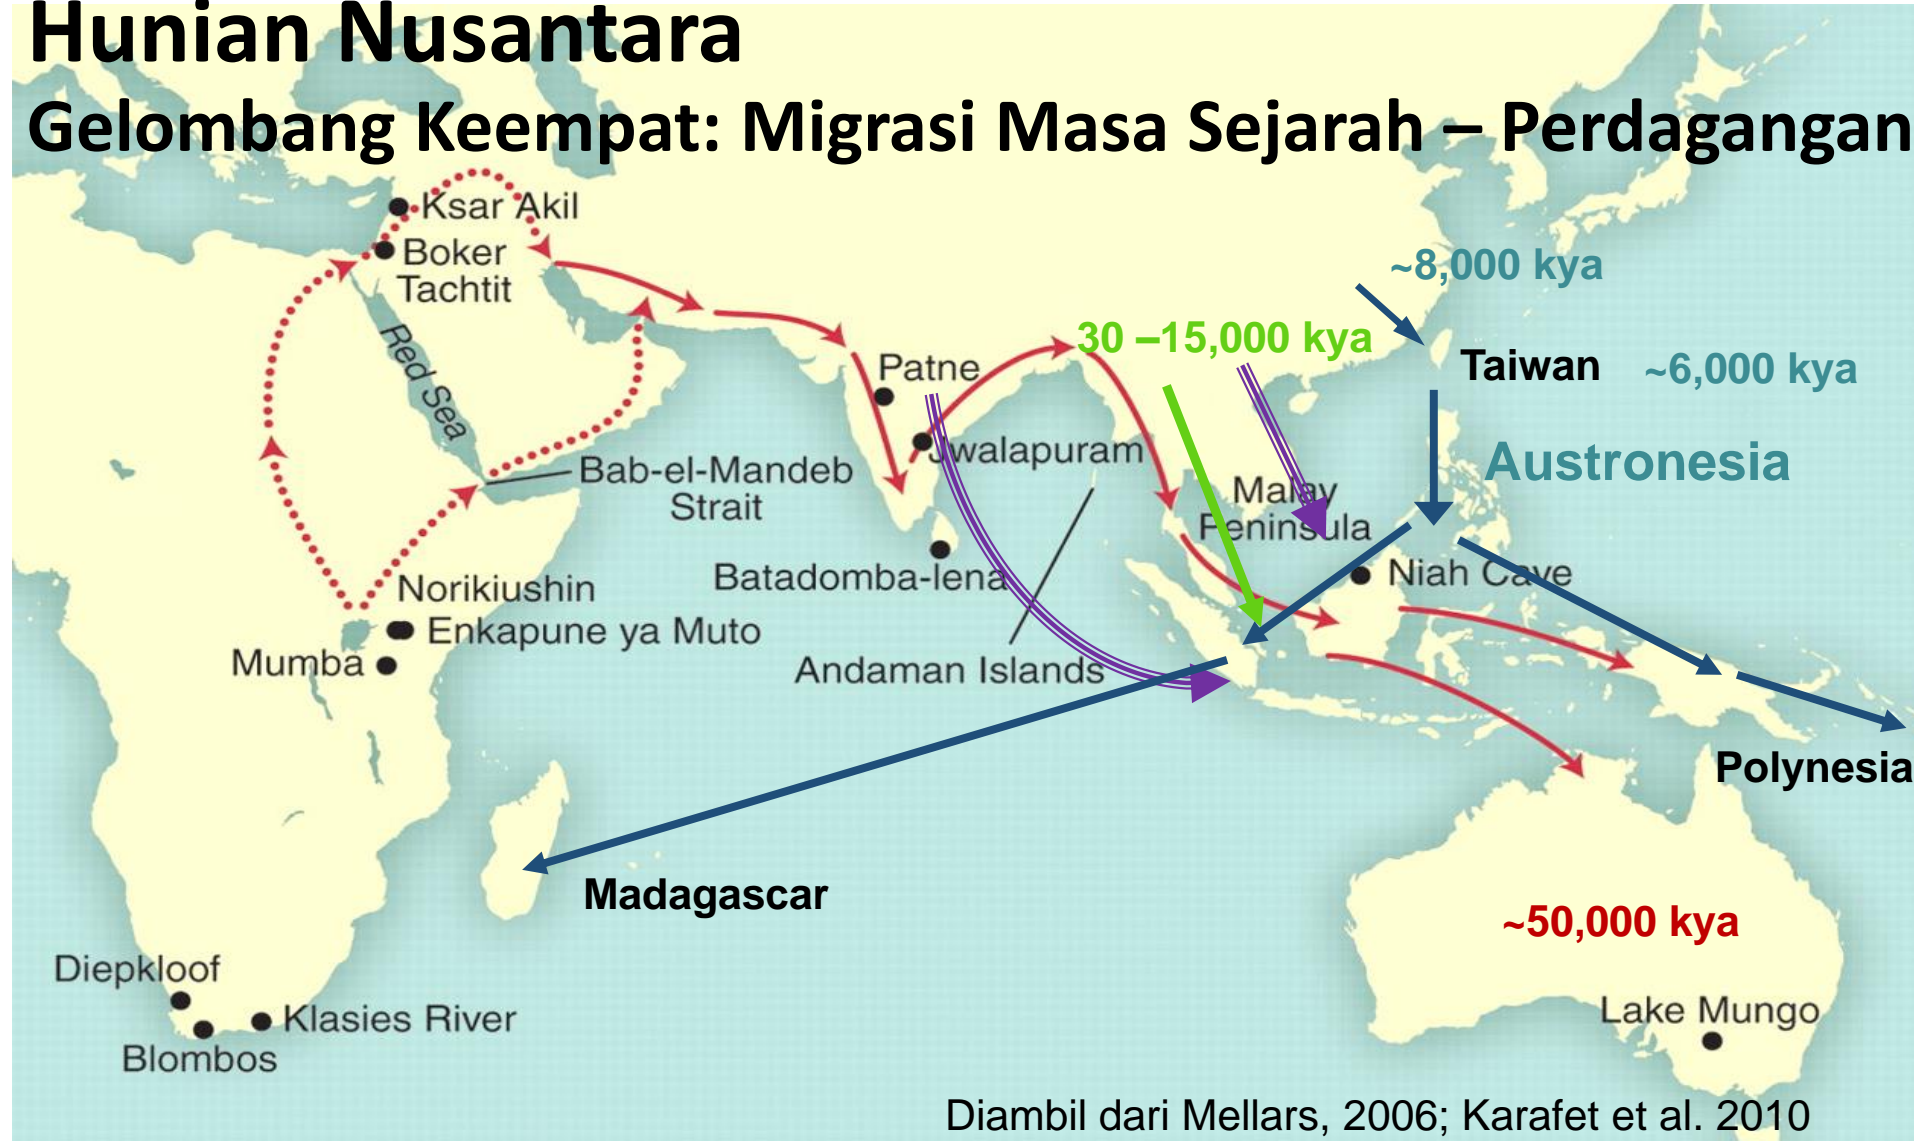 Hunian Nusantara
Gelombang Keempat: Migrasi Masa Sejarah – Perdagangan
Ksar Akil
Boker
Tachtit
Red Sea
~8,000 kya
30 –15,000 kya
Taiwan
~6,000 kya
Patne
Jwalapuram
Austronesia
Bab-el-Mandeb
Strait
Malay
Peninsula
Batadomba-lena
Niah Cave
Norikiushin
Enkapune ya Muto
Mumba
Andaman Islands
Polynesia
Madagascar
~50,000 kya
Diepkloof
Klasies River
Blombos
Lake Mungo
Diambil dari Mellars, 2006; Karafet et al. 2010